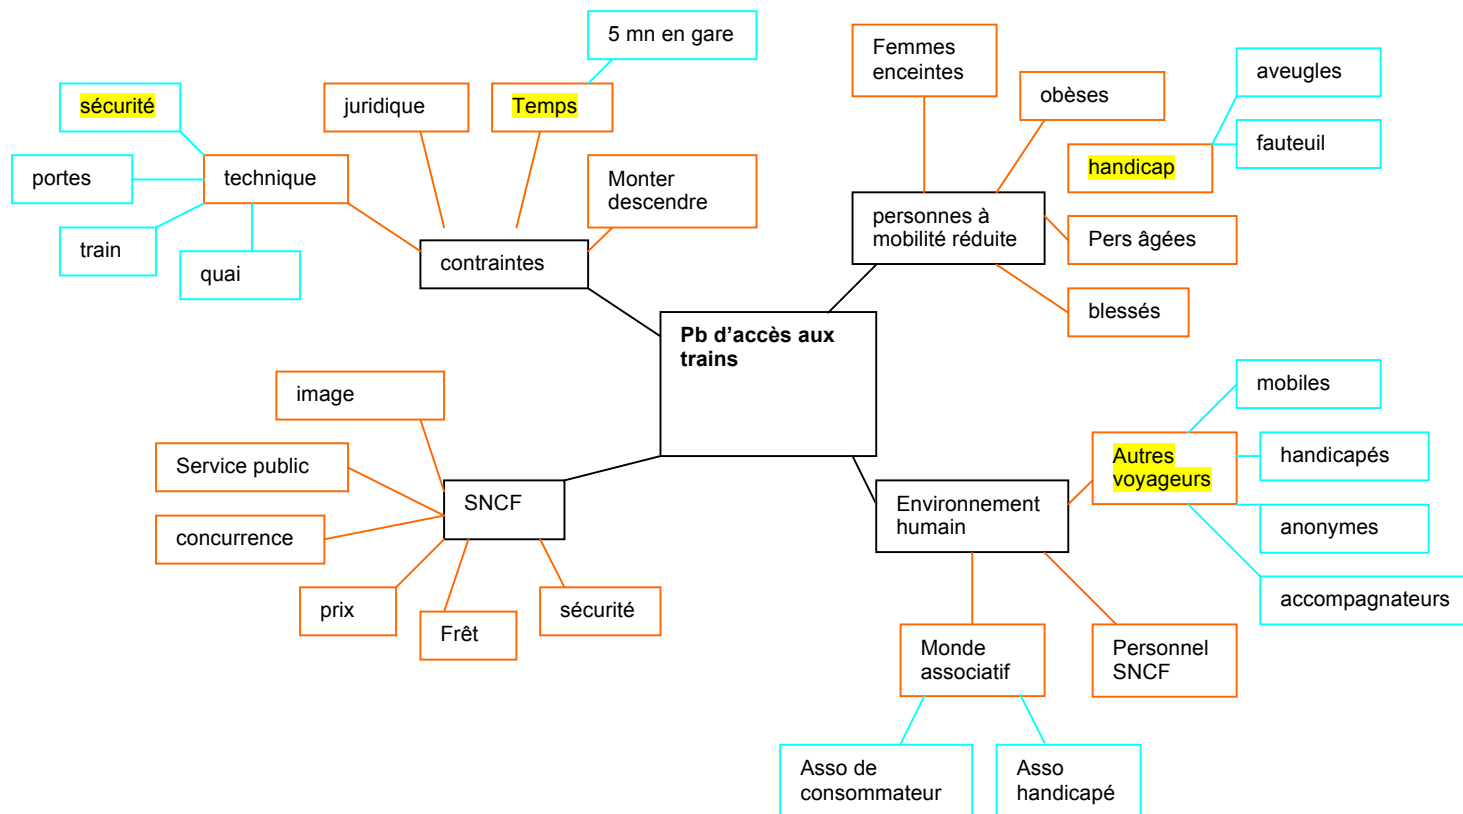 5 mn en gare
Femmes
enceintes
aveugles
sécurité
juridique
Temps
obèses
fauteuil
portes
technique
Monter
descendre
handicap
personnes à
mobilité réduite
Pers âgées
train
quai
contraintes
blessés
Pb d’accès aux
trains
image
mobiles
Service public
SNCF
Autres
voyageurs
handicapés
Environnement
humain
concurrence
anonymes
prix
Frêt
sécurité
accompagnateurs
Monde
associatif
Personnel
SNCF
Asso de
consommateur
Asso
handicapé